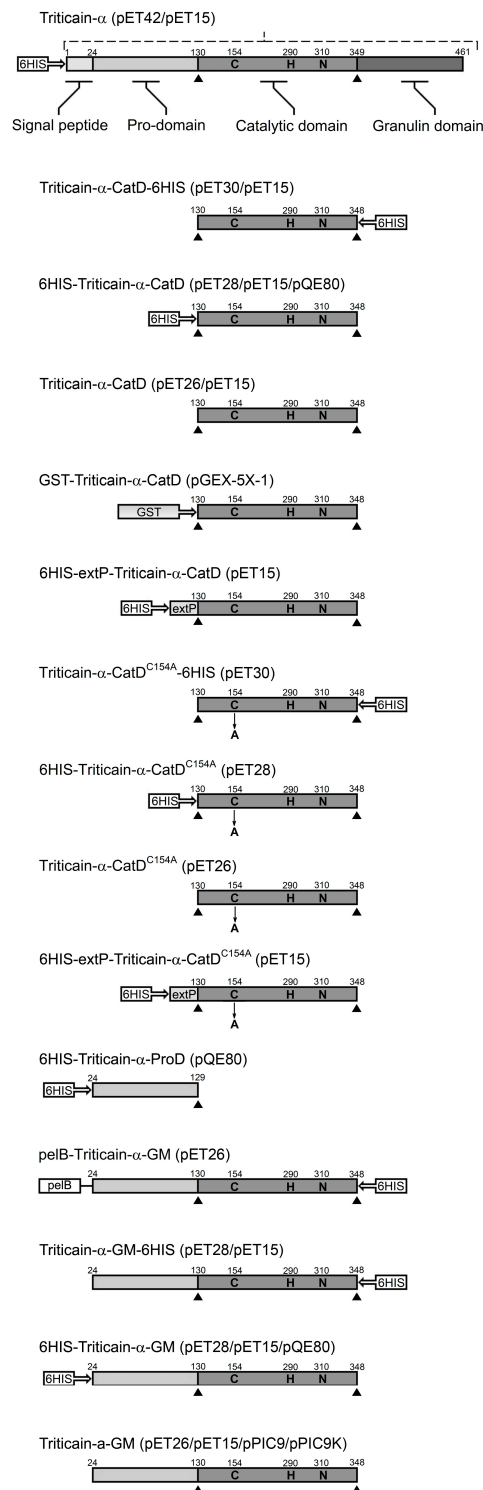 Triticain-α (pET42/pET15)
1 24 130 154 290 310 349 461
6HIS C H N
Signal peptide Pro-domain Catalytic domain Granulin domain
Triticain-α-CatD-6HIS (pET30/pET15)
130 154 290 310 348
C H N 6HIS
6HIS-Triticain-α-CatD (pET28/pET15/pQE80)
130 154 290 310 348
6HIS C H N
Triticain-α-CatD (pET26/pET15)
130 154 290 310 348
C H N
GST-Triticain-α-CatD (pGEX-5X-1)
130 154 290 310 348
GST C H N
6HIS-extP-Triticain-α-CatD (pET15)
130 154 290 310 348
6HIS extP C H N
Triticain-α-CatD^C154A-6HIS (pET30)
130 154 290 310 348
C H N 6HIS
A
6HIS-Triticain-α-CatD^C154A (pET28)
130 154 290 310 348
6HIS C H N
A
Triticain-α-CatD^C154A (pET26)
130 154 290 310 348
C H N
A
6HIS-extP-Triticain-α-CatD^C154A (pET15)
130 154 290 310 348
6HIS extP C H N
A
6HIS-Triticain-α-ProD (pQE80)
24 129
6HIS
pelB-Triticain-α-GM (pET26)
24 130 154 290 310 348
pelB C H N 6HIS
Triticain-α-GM-6HIS (pET28/pET15)
24 130 154 290 310 348
C H N 6HIS
6HIS-Triticain-α-GM (pET28/pET15/pQE80)
24 130 154 290 310 348
6HIS C H N
Triticain-a-GM (pET26/pET15/pPIC9/pPIC9K)
24 130 154 290 310 348
C H N